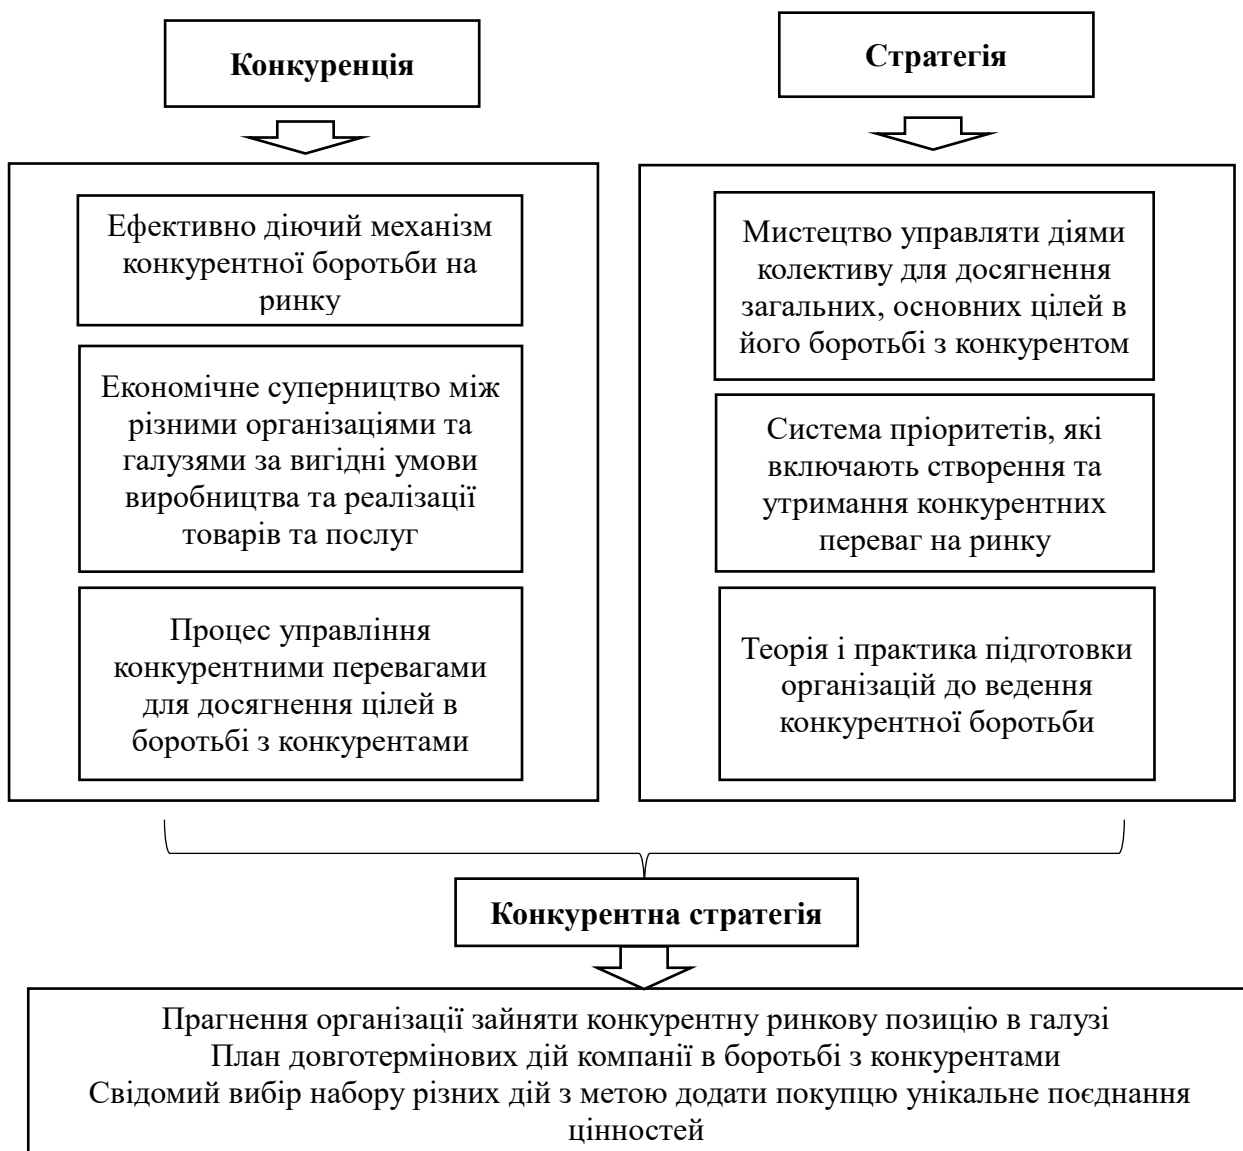 Конкуренція
Стратегія
Ефективно діючий механізм
конкурентної боротьби на
ринку
Економічне суперництво між
різними організаціями та
галузями за вигідні умови
виробництва та реалізації
товарів та послуг
Процес управління
конкурентними перевагами
для досягнення цілей в
боротьбі з конкурентами
Мистецтво управляти діями
колективу для досягнення
загальних, основних цілей в
його боротьбі з конкурентом
Система пріоритетів, які
включають створення та
утримання конкурентних
переваг на ринку
Теорія і практика підготовки
організацій до ведення
конкурентної боротьби
Конкурентна стратегія
Прагнення організації зайняти конкурентну ринкову позицію в галузі
План довготермінових дій компанії в боротьбі з конкурентами
Свідомий вибір набору різних дій з метою додати покупцю унікальне поєднання
цінностей